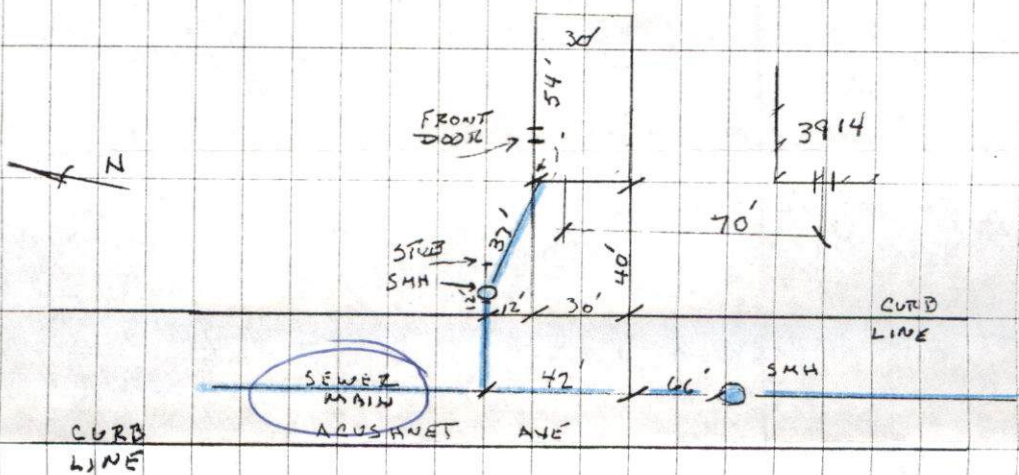 30'
54'
FRONT
DOOR
3914
N
70'
33'
STUB
40'
SMH
12'
12'
30'
CURB
LINE
SEWER
MAIN
42'
66'
SMH
CURB
LINE
ACUSHNET AVE